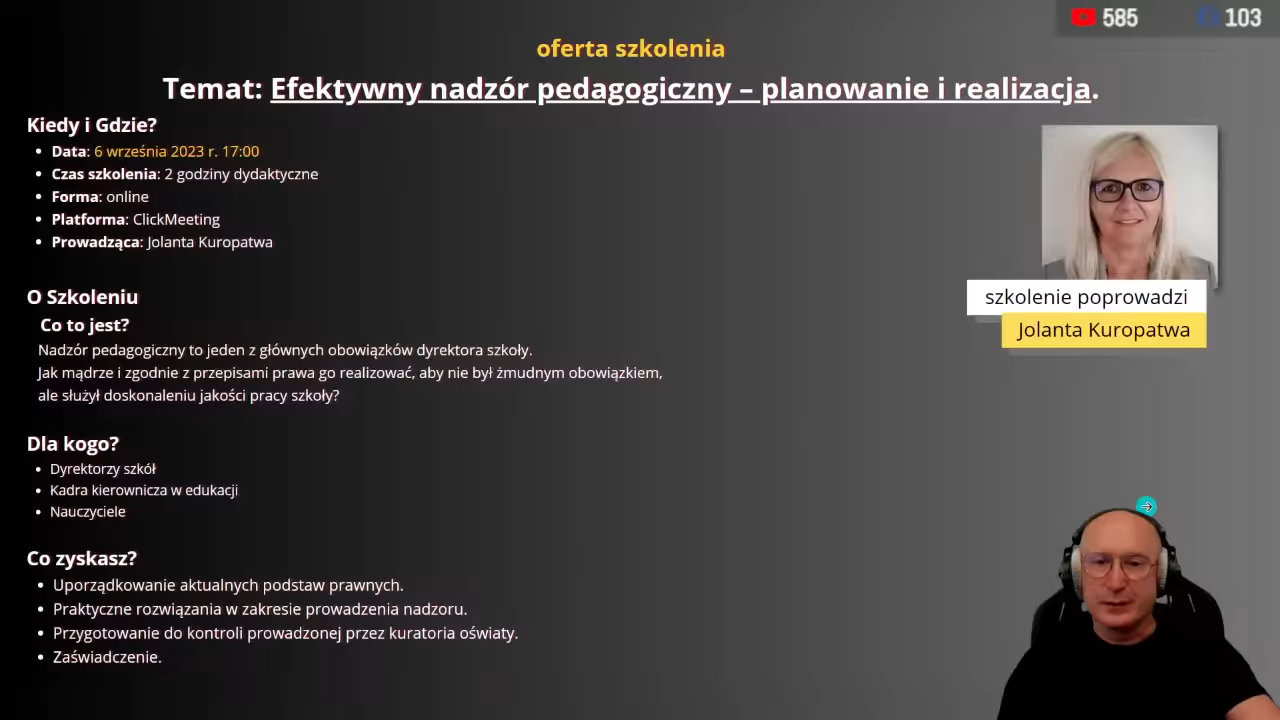 585
103
oferta szkolenia
Temat: Efektywny nadzór pedagogiczny – planowanie i realizacja.
Kiedy i Gdzie?
• Data: 6 września 2023 r. 17:00
• Czas szkolenia: 2 godziny dydaktyczne
• Forma: online
• Platforma: ClickMeeting
• Prowadząca: Jolanta Kuropatwa
szkolenie poprowadzi
Jolanta Kuropatwa
O Szkoleniu
Co to jest?
Nadzór pedagogiczny to jeden z głównych obowiązków dyrektora szkoły.
Jak mądrze i zgodnie z przepisami prawa go realizować, aby nie był żmudnym obowiązkiem,
ale służył doskonaleniu jakości pracy szkoły?
Dla kogo?
• Dyrektorzy szkół
• Kadra kierownicza w edukacji
• Nauczyciele
Co zyskasz?
• Uporządkowanie aktualnych podstaw prawnych.
• Praktyczne rozwiązania w zakresie prowadzenia nadzoru.
• Przygotowanie do kontroli prowadzonej przez kuratoria oświaty.
• Zaświadczenie.